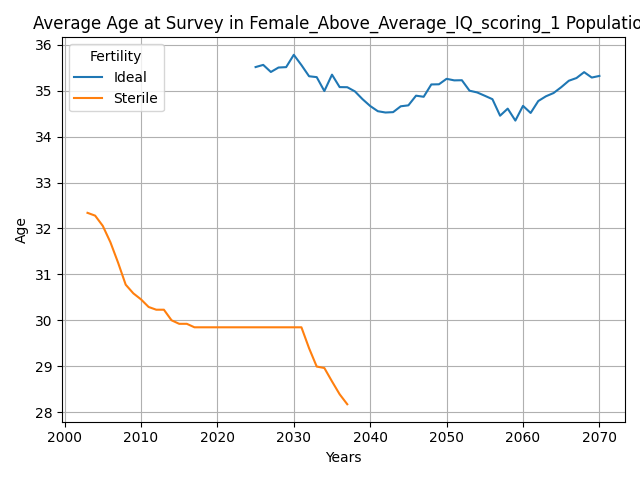 Average Age at Survey in Female_Above_Average_IQ_scoring_1 Populatio
Fertility
Ideal
Sterile
36
35
34
33
32
31
30
29
28
Age
2000 2010 2020 2030 2040 2050 2060 2070
Years